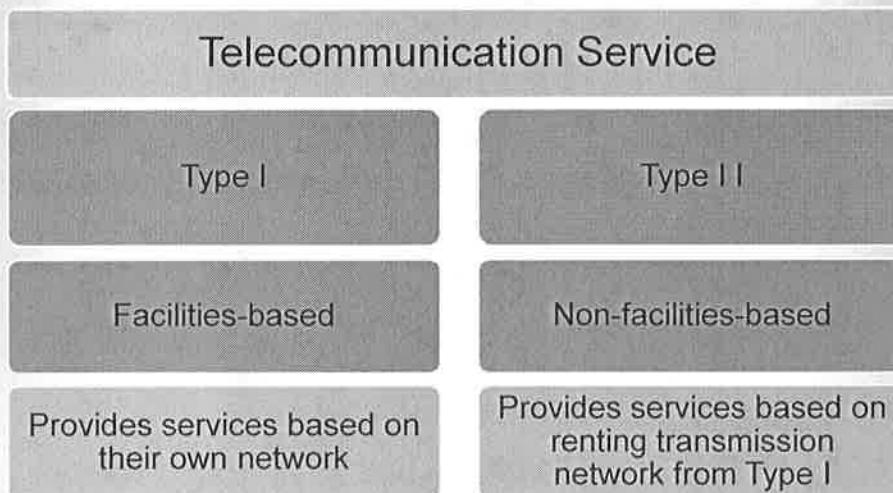 Telecommunication Service
Type I
Type I I
Facilities-based
Non-facilities-based
Provides services based on
their own network
Provides services based on
renting transmission
network from Type I